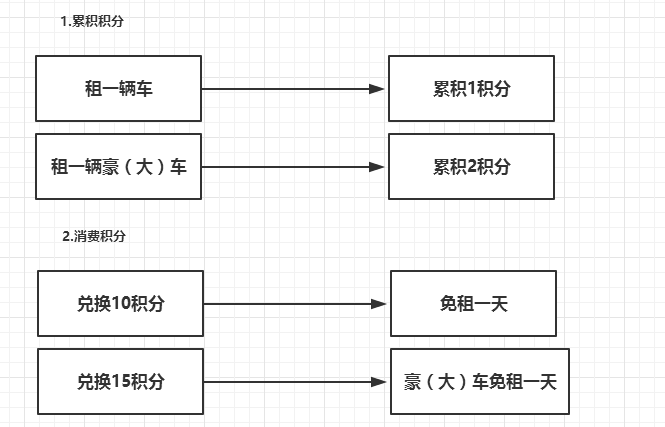 1.累积积分
租一辆车
累积1积分
租一辆豪（大）车
累积2积分
2.消费积分
兑换10积分
免租一天
兑换15积分
豪（大）车免租一天